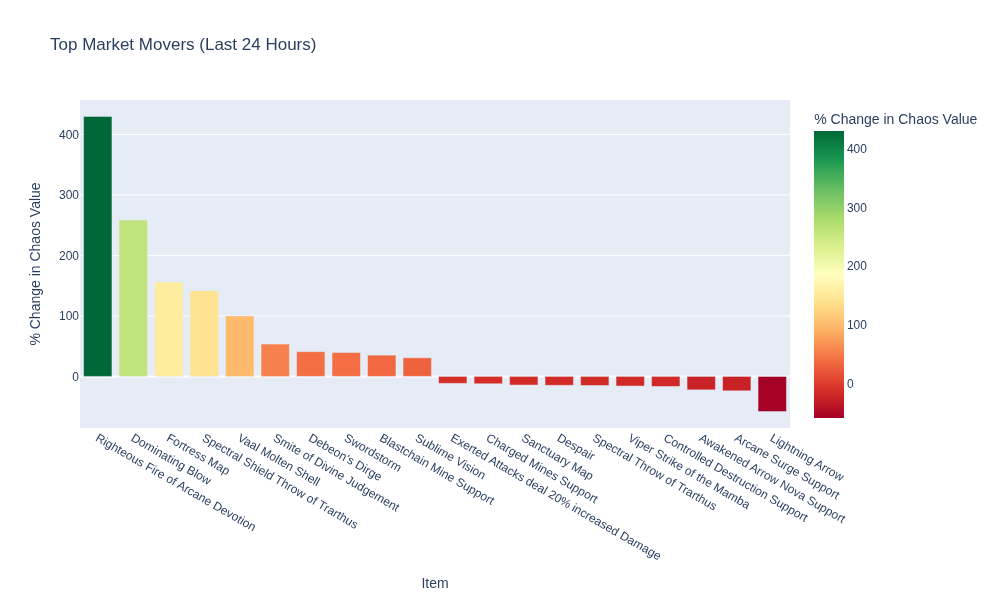 Top Market Movers (Last 24 Hours)
% Change in Chaos Value
400
300
200
100
0
% Change in Chaos Value
400
300
200
100
0
Righteous Fire of Arcane Devotion
Dominating Blow
Fortress Map
Spectral Shield Throw of Trarthus
Vaal Molten Shell
Smite of Divine Judgement
Debeon's Dirge
Swordstorm
Blastchain Mine Support
Sublime Vision
Exerted Attacks deal 20% increased Damage
Charged Mines Support
Sanctuary Map
Despair
Spectral Throw of Trarthus
Viper Strike of the Mamba
Controlled Destruction Support
Awakened Arrow Nova Support
Arcane Surge Support
Lightning Arrow
Item